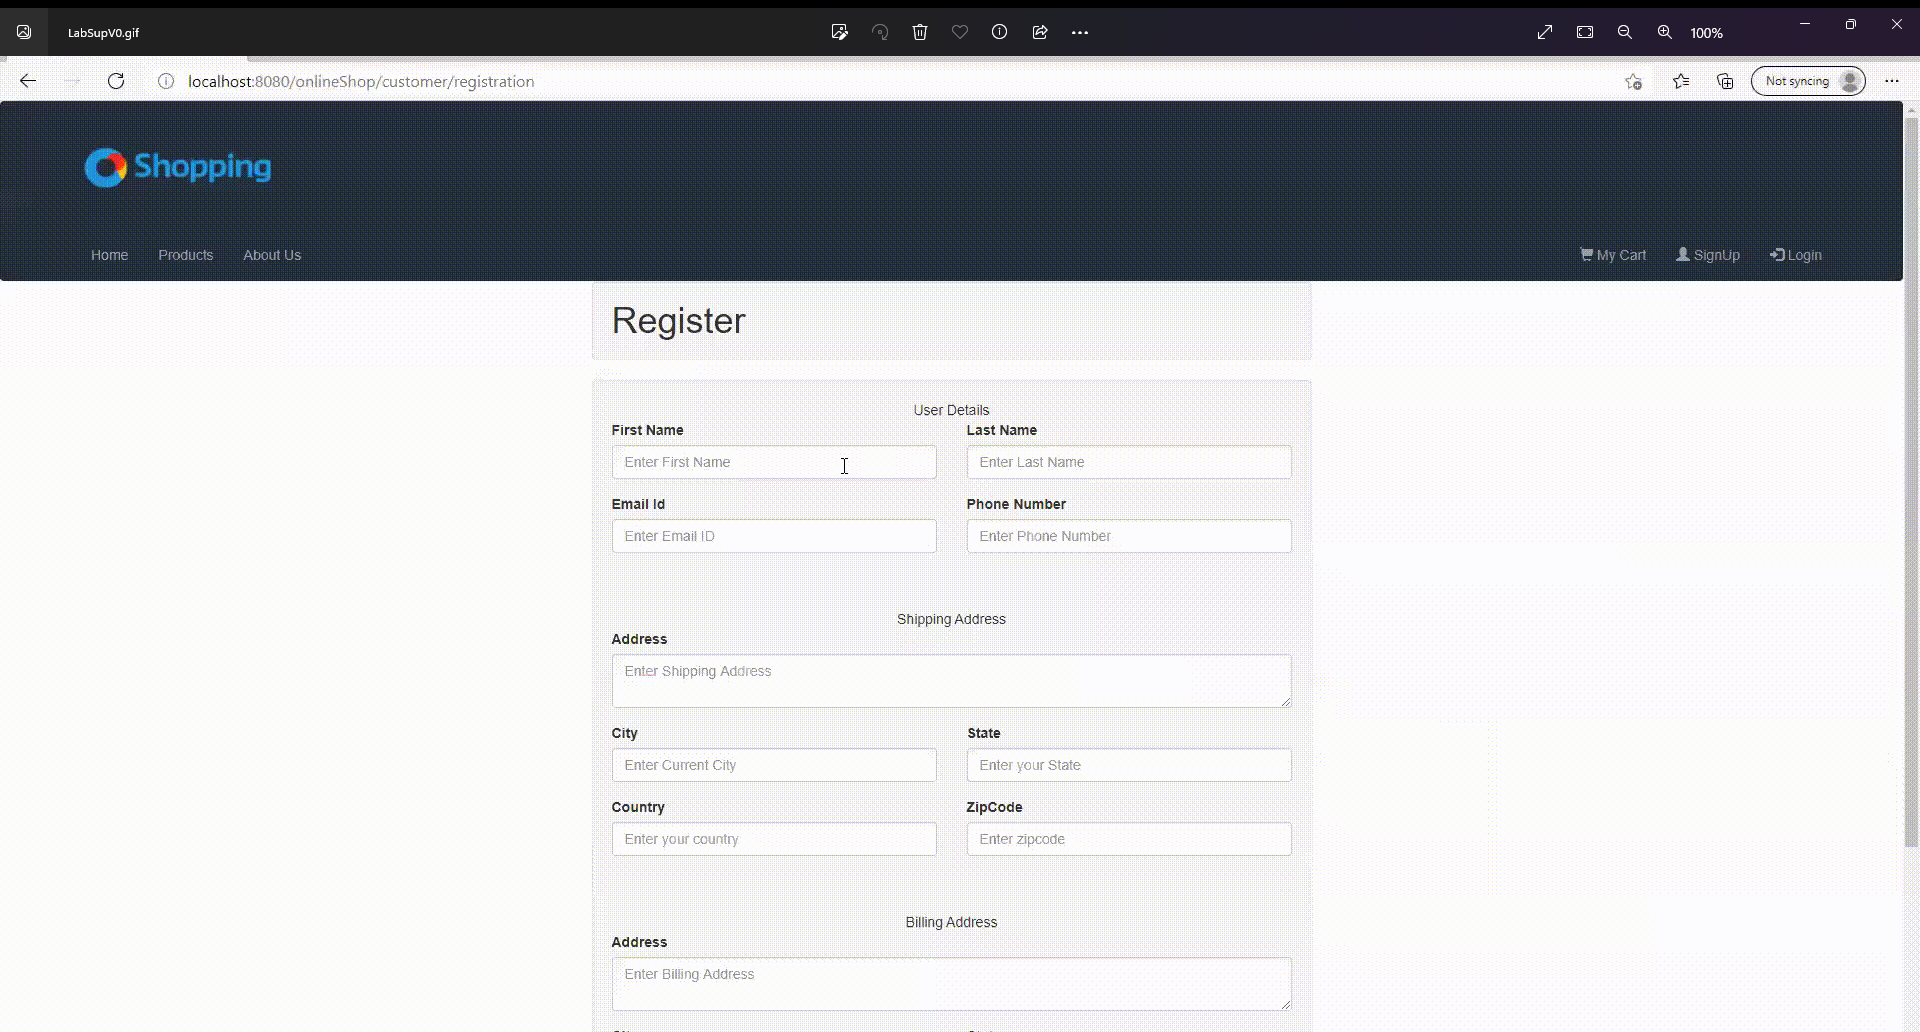 LabSupV0.gif
100%
localhost:8080/onlineShop/customer/registration
Not syncing
Shopping
Home Products About Us My Cart SignUp Login
Register
User Details
First Name Last Name
Enter First Name Enter Last Name
Email Id Phone Number
Enter Email ID Enter Phone Number
Shipping Address
Address
Enter Shipping Address
City State
Enter Current City Enter your State
Country ZipCode
Enter your country Enter zipcode
Billing Address
Address
Enter Billing Address